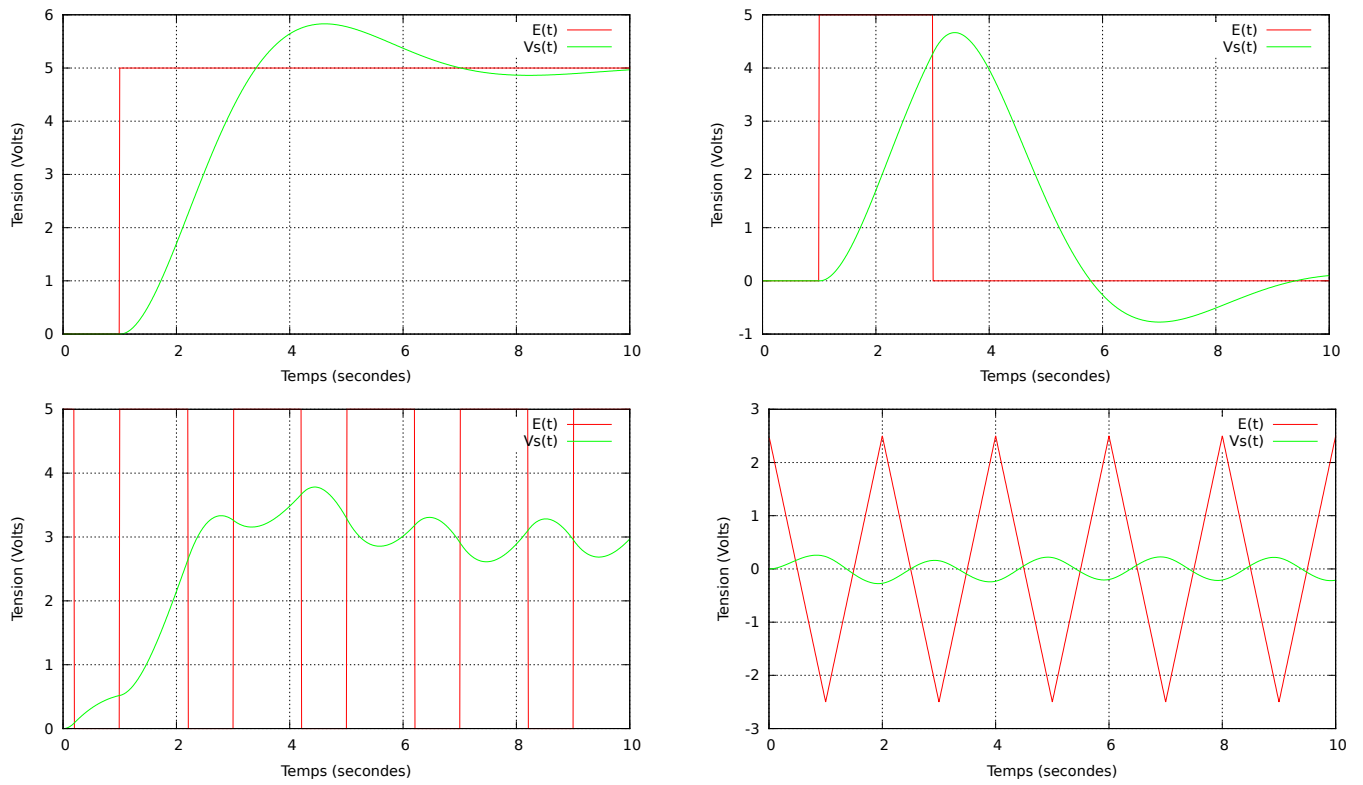 6
5
4
3
2
1
0
0 2 4 6 8 10
Tension (Volts)
Temps (secondes)
E(t)
Vs(t)
5
4
3
2
1
0
-1
0 2 4 6 8 10
Tension (Volts)
Temps (secondes)
E(t)
Vs(t)
5
4
3
2
1
0
0 2 4 6 8 10
Tension (Volts)
Temps (secondes)
E(t)
Vs(t)
3
2
1
0
-1
-2
-3
0 2 4 6 8 10
Tension (Volts)
Temps (secondes)
E(t)
Vs(t)